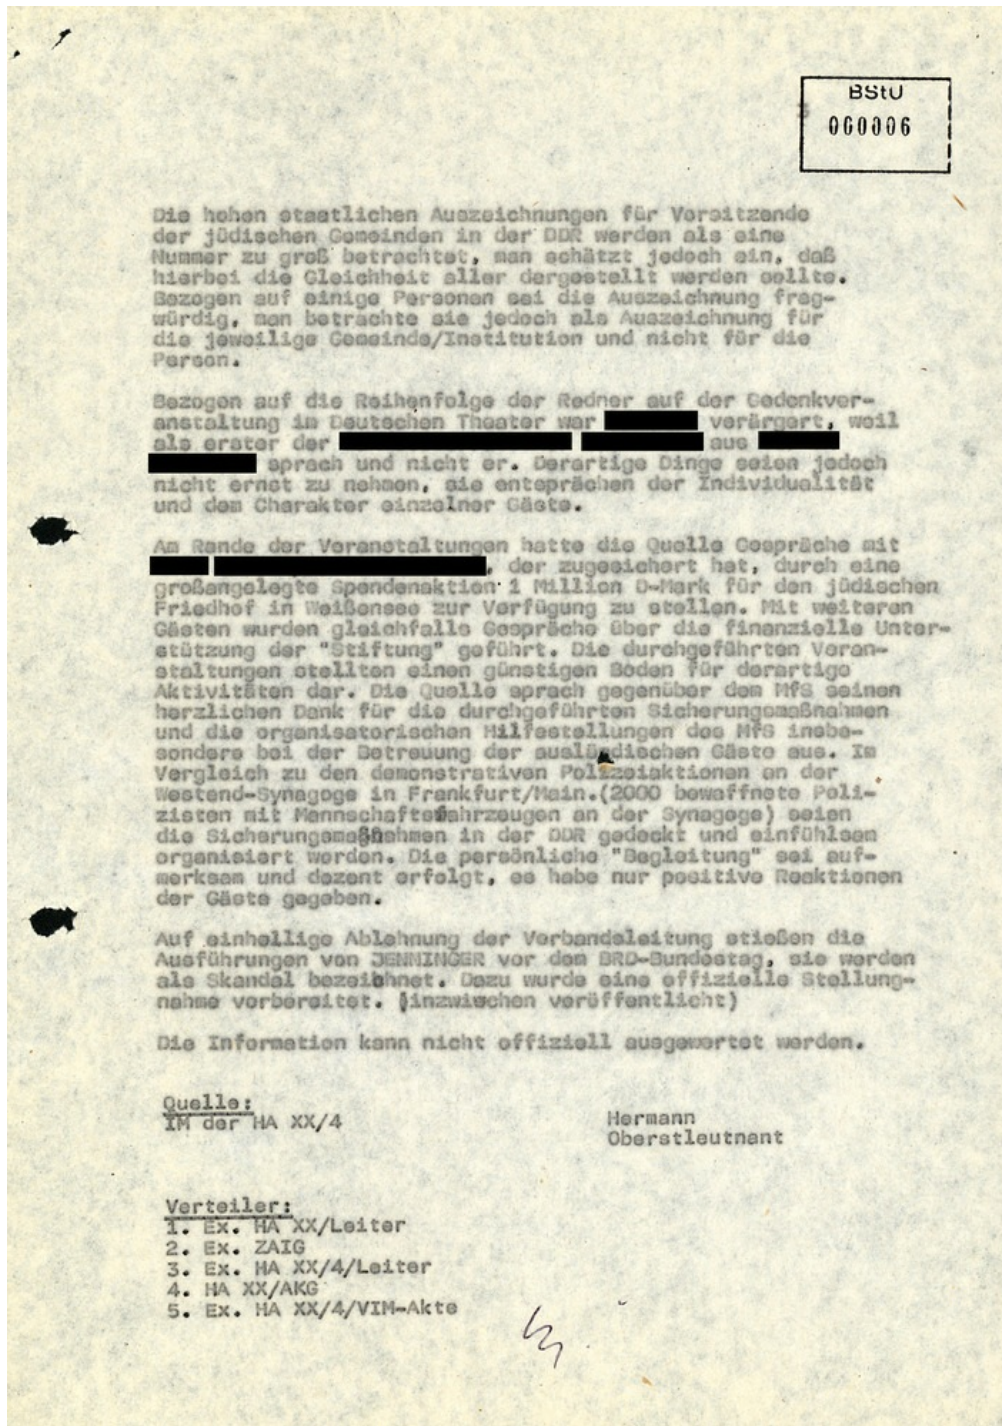 BStU
000006
Die hohen staatlichen Auszeichnungen für Vorsitzende
der jüdischen Gemeinden in der DDR werden als eine
Nummer zu groß betrachtet, man schätzt jedoch ein, daß
hierbei die Gleichheit aller dargestellt werden sollte.
Bezogen auf einige Personen sei die Auszeichnung frag-
würdig, man betrachte sie jedoch als Auszeichnung für
die jeweilige Gemeinde/Institution und nicht für die
Person.
Bezogen auf die Reihenfolge der Redner auf der Gedenkver-
anstaltung im Deutschen Theater war verärgert, weil
als erster der aus
sprach und nicht er. Derartige Dinge seien jedoch
nicht ernst zu nehmen, sie entsprächen der Individualität
und dem Charakter einzelner Gäste.
Am Rande der Veranstaltungen hatte die Quelle Gespräche mit
, der zugesichert hat, durch eine
großangelegte Spendenaktion 1 Million D-Mark für den jüdischen
Friedhof in Weißensee zur Verfügung zu stellen. Mit weiteren
Gästen wurden gleichfalls Gespräche über die finanzielle Unter-
stützung der "Stiftung" geführt. Die durchgeführten Veran-
staltungen stellten einen günstigen Boden für derartige
Aktivitäten dar. Die Quelle sprach gegenüber dem MfS seinen
herzlichen Dank für die durchgeführten Sicherungsmaßnahmen
und die organisatorischen Hilfestellungen des MfS insbe-
sondere bei der Betreuung der ausländischen Gäste aus. Im
Vergleich zu den demonstrativen Polizeiaktionen an der
Westend-Synagoge in Frankfurt/Main.(2000 bewaffnete Poli-
zisten mit Mannschaftsfahrzeugen an der Synagoge) seien
die Sicherungsmaßnahmen in der DDR gedeckt und einfühlsam
organisiert worden. Die persönliche "Begleitung" sei auf-
merksam und dezent erfolgt, es habe nur positive Reaktionen
der Gäste gegeben.
Auf einhellige Ablehnung der Verbandsleitung stießen die
Ausführungen von JENNINGER vor dem BRD-Bundestag, sie werden
als Skandal bezeichnet. Dazu wurde eine offizielle Stellung-
nahme vorbereitet. (inzwischen veröffentlicht)
Die Information kann nicht offiziell ausgewertet werden.
Quelle:
IM der HA XX/4
Hermann
Oberstleutnant
Verteiler:
1. Ex. HA XX/Leiter
2. Ex. ZAIG
3. Ex. HA XX/4/Leiter
4. HA XX/AKG
5. Ex. HA XX/4/VIM-Akte